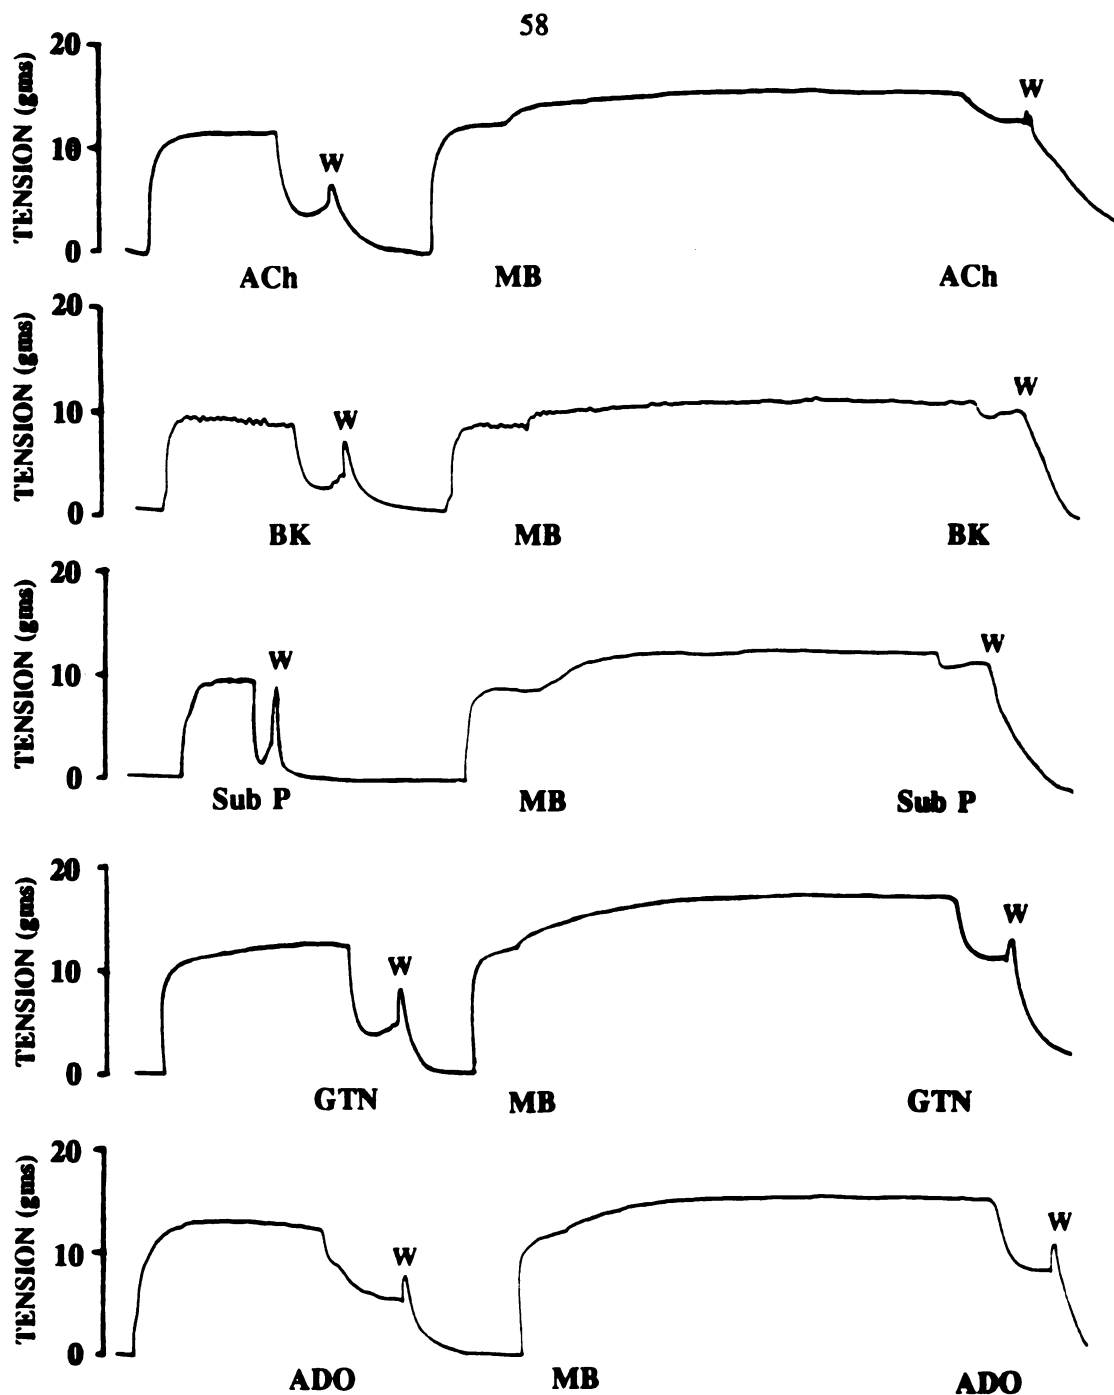 58
20
TENSION (gms)
10
0
W
W
ACh MB ACh
20
TENSION (gms)
10
0
W
W
BK MB BK
20
TENSION (gms)
10
0
W
W
Sub P MB Sub P
20
TENSION (gms)
10
0
W
W
GTN MB GTN
20
TENSION (gms)
10
0
W
W
ADO MB ADO